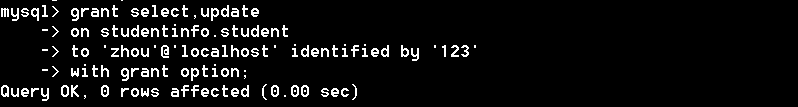 mysql> grant select,update
    -> on studentinfo.student
    -> to 'zhou'@'localhost' identified by '123'
    -> with grant option;
Query OK, 0 rows affected (0.00 sec)